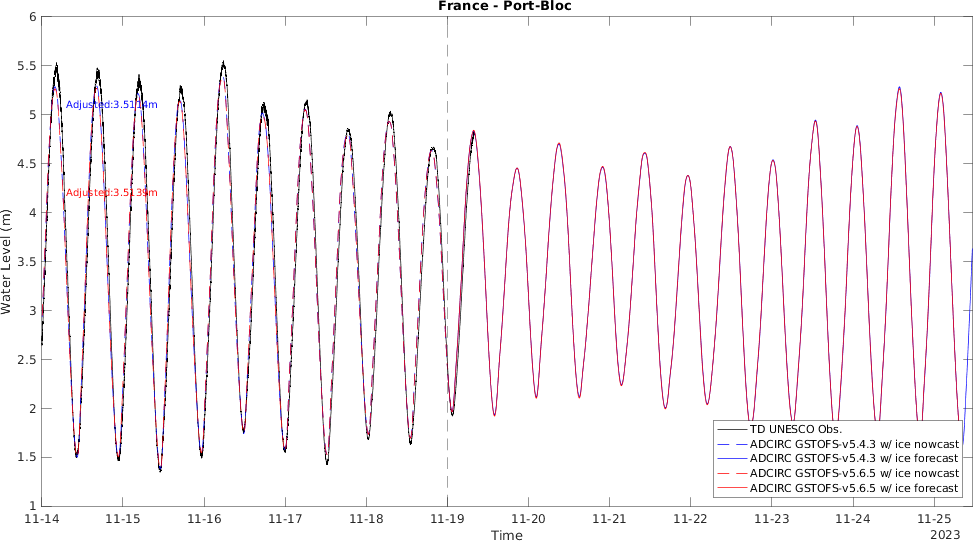 France - Port-Bloc
6
5.5
5
4.5
4
3.5
3
2.5
2
1.5
1
Water Level (m)
Adjusted:3.5114m
Adjusted:3.5139m
TD UNESCO Obs.
ADCIRC GSTOFS-v5.4.3 w/ ice nowcast
ADCIRC GSTOFS-v5.4.3 w/ ice forecast
ADCIRC GSTOFS-v5.6.5 w/ ice nowcast
ADCIRC GSTOFS-v5.6.5 w/ ice forecast
11-14 11-15 11-16 11-17 11-18 11-19 11-20 11-21 11-22 11-23 11-24 11-25
Time
2023